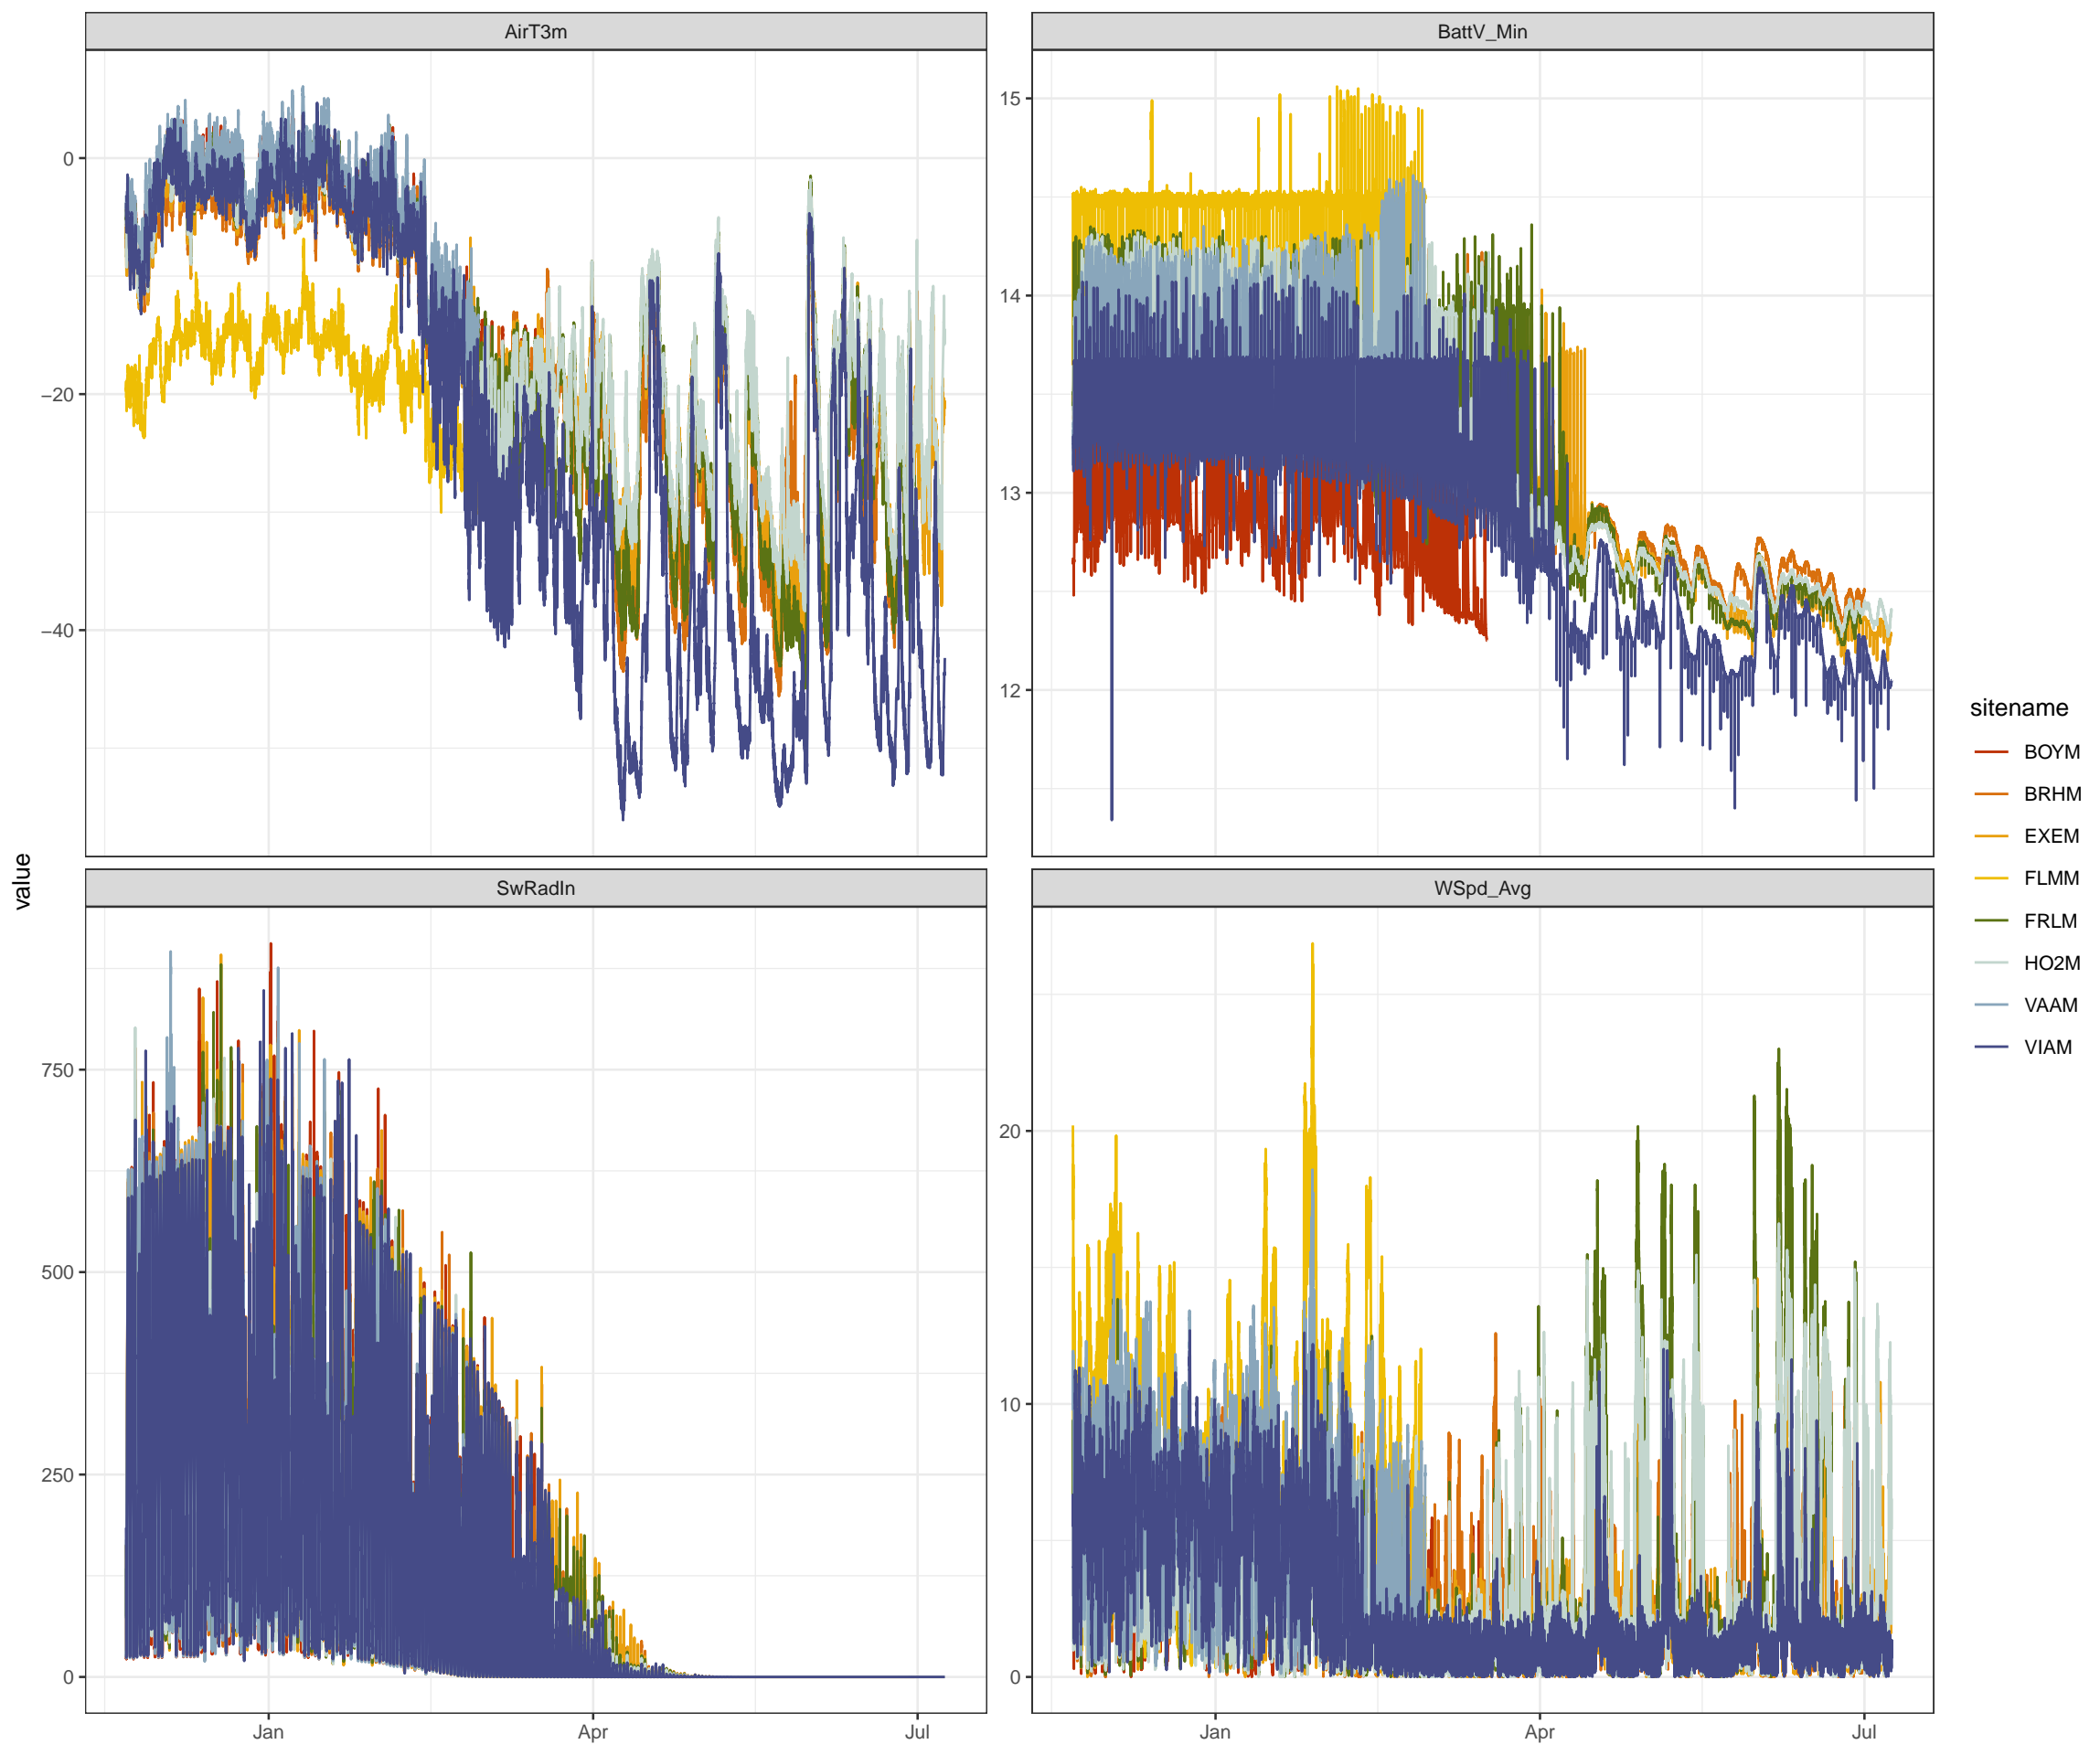 AirT3m
BattV_Min
0
−20
−40
15
14
13
12
value
SwRadIn
WSpd_Avg
750
500
250
0
20
10
0
Jan
Apr
Jul
Jan
Apr
Jul
sitename
BOYM
BRHM
EXEM
FLMM
FRLM
HO2M
VAAM
VIAM